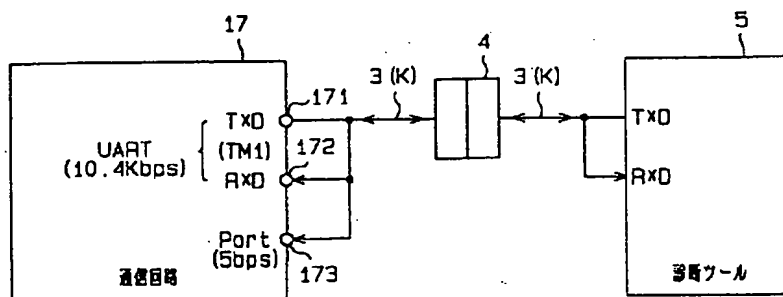 17
4
5
3(K)
3(K)
171
TXD
UART
(TM1)
172
(10.4Kbps)
RXD
Port
(5bps)
173
通信回路
TXD
RXD
診断ツール